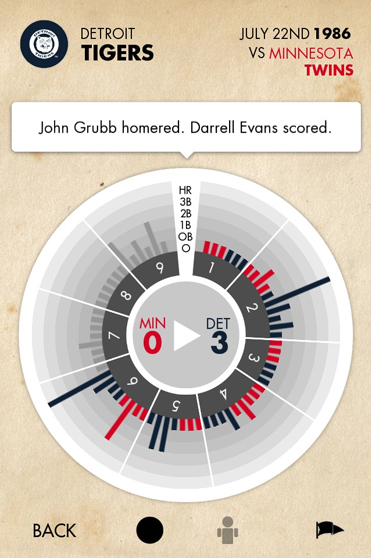 DETROIT
TIGERS
JULY 22ND 1986
VS MINNESOTA
TWINS
John Grubb homered. Darrell Evans scored.
HR
3B
2B
1B
OB
O
1
2
3
4
5
6
7
8
9
MIN
0
DET
3
BACK